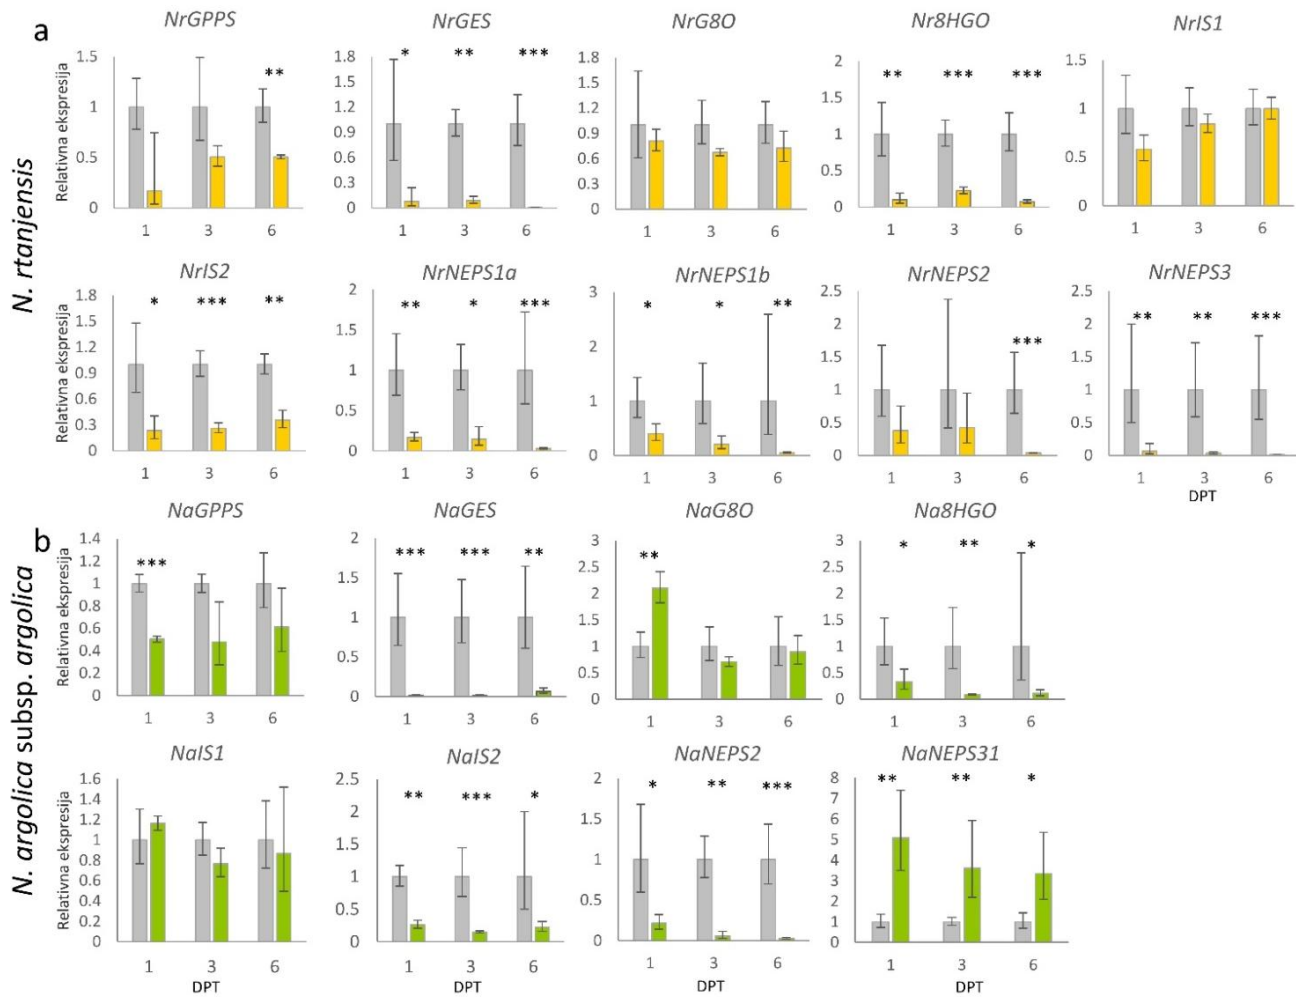 a
N. rtanjensis
NrGPPS
Relativna ekspresija
1.5
1
0.5
0
**
1 3 6
NrGES
1.8
1.5
1.2
0.9
0.6
0.3
0
* ** ***
1 3 6
NrG8O
1.8
1.5
1.2
0.9
0.6
0.3
0
1 3 6
Nr8HGO
2
1.5
1
0.5
0
** *** ***
1 3 6
NrIS1
1.5
1
0.5
0
1 3 6
NrIS2
Relativna ekspresija
1.8
1.5
1.2
0.9
0.6
0.3
0
* *** **
1 3 6
NrNEPS1a
2
1.5
1
0.5
0
** * ***
1 3 6
NrNEPS1b
3
2
1
0
* * **
1 3 6
NrNEPS2
2.5
2
1.5
1
0.5
0
***
1 3 6
NrNEPS3
2.5
2
1.5
1
0.5
0
** ** ***
1 3 6
DPT
b
N. argolica subsp. argolica
NaGPPS
Relativna ekspresija
1.4
1.2
1
0.8
0.6
0.4
0.2
0
***
1 3 6
NaGES
2
1.5
1
0.5
0
*** *** **
1 3 6
NaG8O
3
2.5
2
1.5
1
0.5
0
**
1 3 6
Na8HGO
3
2.5
2
1.5
1
0.5
0
* ** *
1 3 6
NaIS1
Relativna ekspresija
1.6
1.4
1.2
1
0.8
0.6
0.4
0.2
0
1 3 6
DPT
NaIS2
2.5
2
1.5
1
0.5
0
** *** *
1 3 6
DPT
NaNEPS2
2
1.5
1
0.5
0
* ** ***
1 3 6
DPT
NaNEPS31
8
7
6
5
4
3
2
1
0
** ** *
1 3 6
DPT